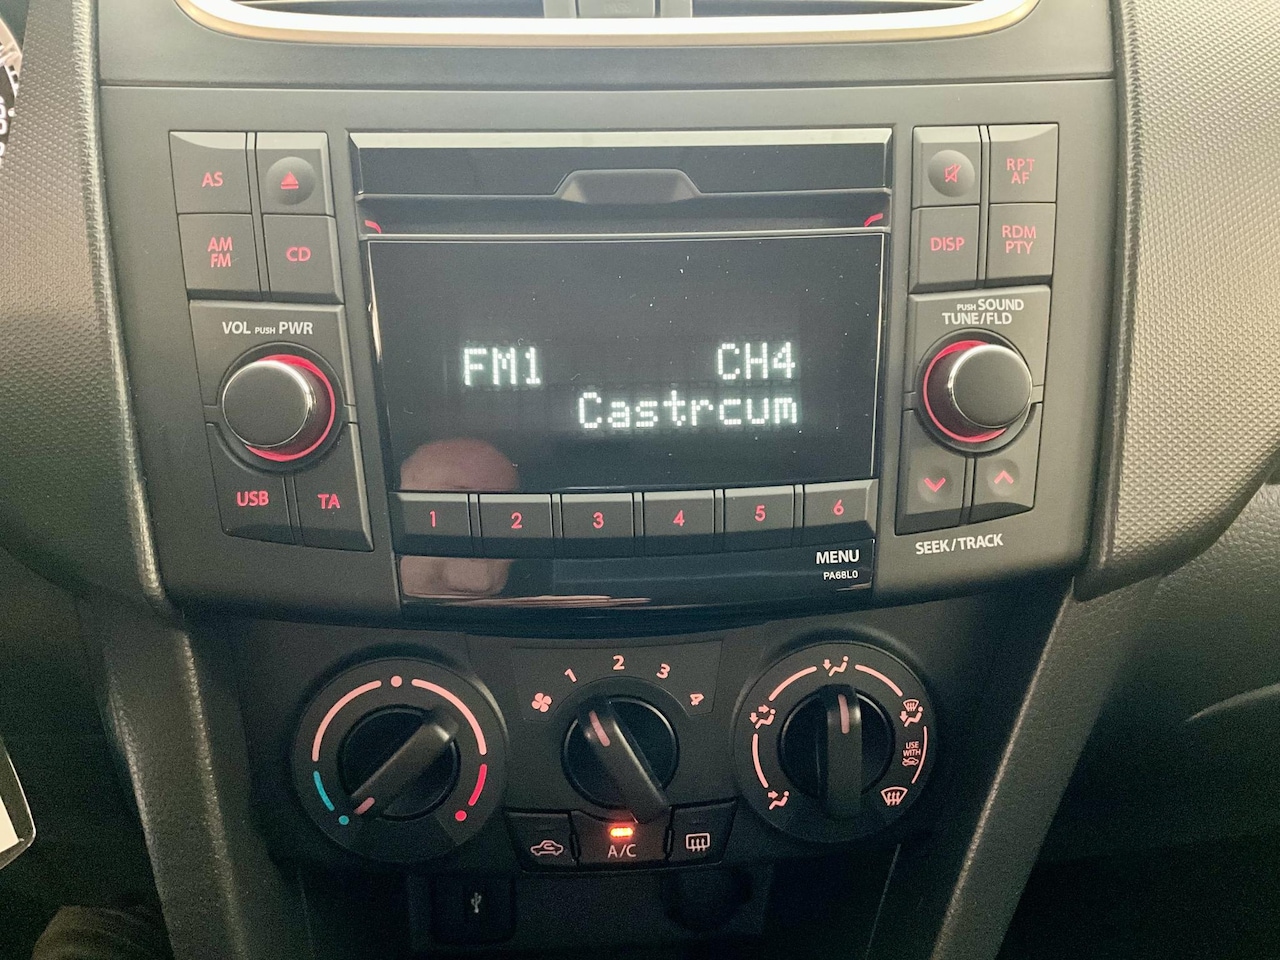 AS
AM
FM
CD
VOL PUSH PWR
USB
TA
FM1 CH4
Castrcum
1 2 3 4 5 6
MENU
PA68L0
RPT
AF
DISP
RDM
PTY
PUSH SOUND
TUNE/FLD
SEEK/TRACK
1 2 3 4
A/C
USE
WITH